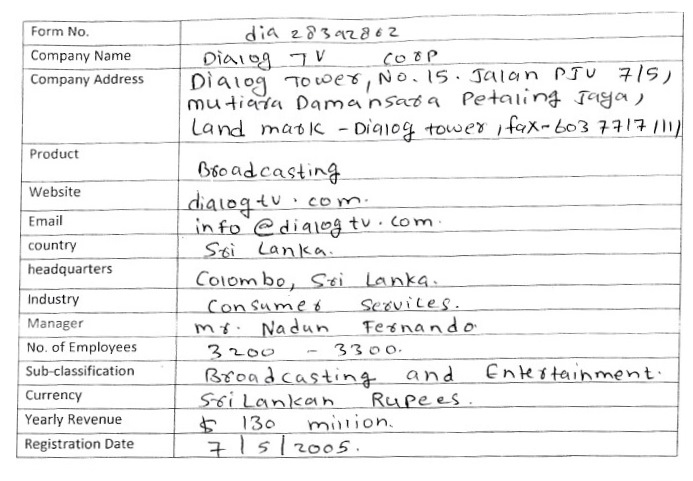 Form No. dia 28392862
Company Name Dialog TV corp
Company Address Dialog Tower, No. 15. Jalan PJU 7/5,
mutiara Damansara Petaling Jaya,
Land mark - Dialog tower, fax-603 7717 1111
Product Broadcasting
Website dialogtv.com.
Email info@dialogtv.com.
country Sri Lanka.
headquarters Colombo, Sri Lanka.
Industry Consumer Services.
Manager mr. Nadun Fernando
No. of Employees 3200 - 3300.
Sub-classification Broadcasting and Entertainment.
Currency Sri Lankan Rupees.
Yearly Revenue $ 130 million.
Registration Date 7/5/2005.